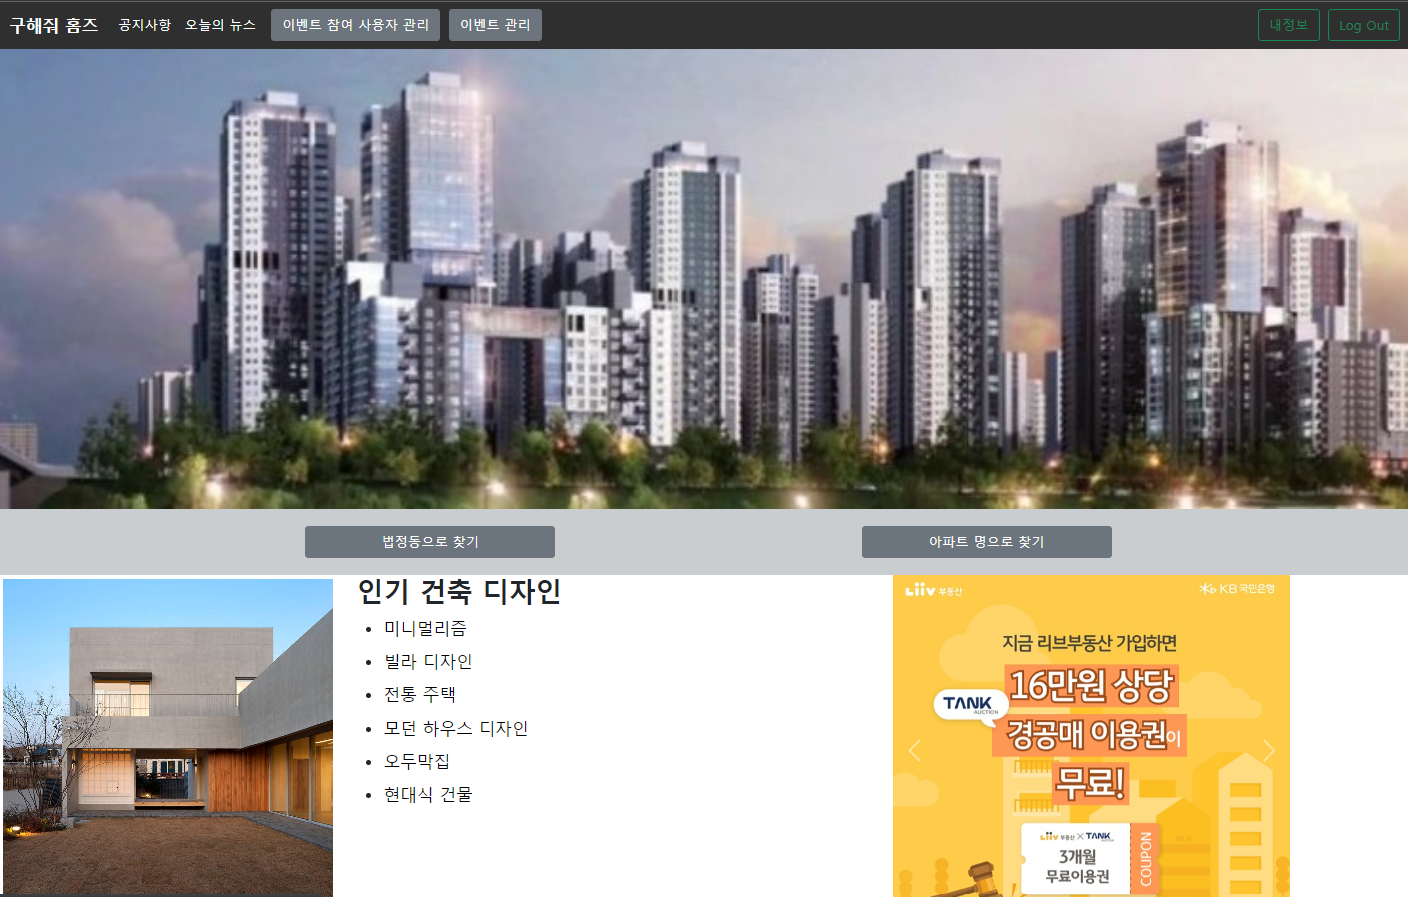 구해줘 홈즈 공지사항 오늘의 뉴스 이벤트 참여 사용자 관리 이벤트 관리 내정보 Log Out
법정동으로 찾기 아파트 명으로 찾기
인기 건축 디자인
미니멀리즘
빌라 디자인
전통 주택
모던 하우스 디자인
오두막집
현대식 건물
Liiv 부동산 KB 국민은행
지금 리브부동산 가입하면
TANK AUCTION
16만원 상당
경공매 이용권이
무료!
Liiv 부동산 X TANK AUCTION
3개월
무료이용권
COUPON